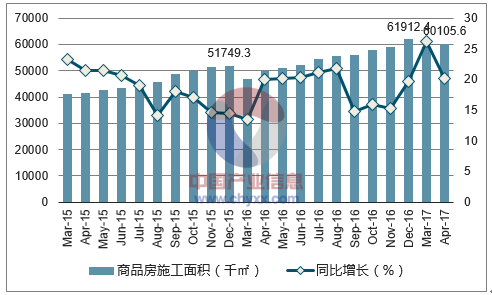 70000
60000
50000
40000
30000
20000
10000
0
30
25
20
15
10
5
0
51749.3
61912.4
60105.6
中国产业信息
www.chyxx.com
Mar-15
Apr-15
May-15
Jun-15
Jul-15
Aug-15
Sep-15
Oct-15
Nov-15
Dec-15
Mar-16
Apr-16
May-16
Jun-16
Jul-16
Aug-16
Sep-16
Oct-16
Nov-16
Dec-16
Mar-17
Apr-17
商品房施工面积（千㎡）
同比增长（%）